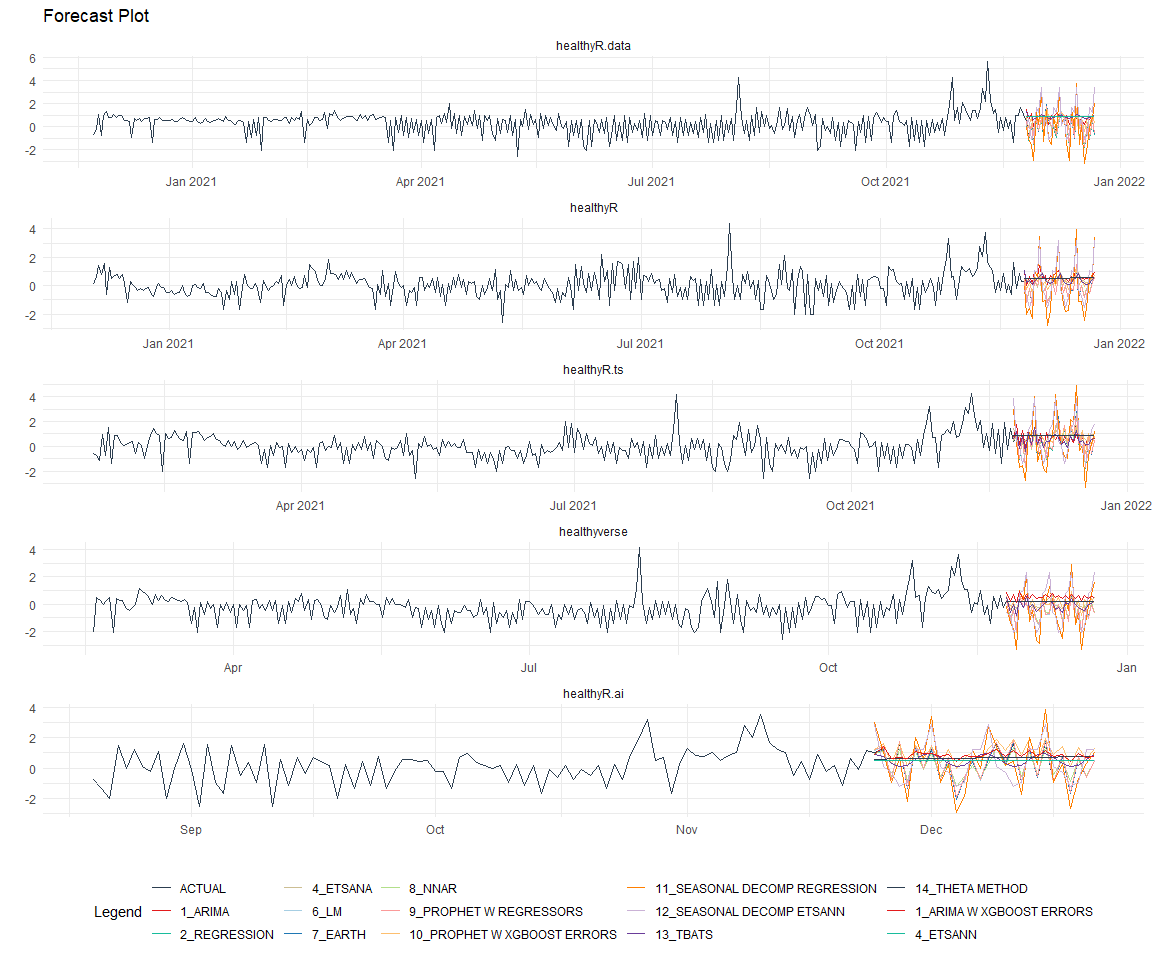 Forecast Plot
healthyR.data
6
4
2
0
-2
Jan 2021 Apr 2021 Jul 2021 Oct 2021 Jan 2022
healthyR
4
2
0
-2
Jan 2021 Apr 2021 Jul 2021 Oct 2021 Jan 2022
healthyR.ts
4
2
0
-2
Apr 2021 Jul 2021 Oct 2021 Jan 2022
healthyverse
4
2
0
-2
Apr Jul Oct Jan
healthyR.ai
4
2
0
-2
Sep Oct Nov Dec
ACTUAL 4_ETSANA 8_NNAR 11_SEASONAL DECOMP REGRESSION 14_THETA METHOD
Legend 1_ARIMA 6_LM 9_PROPHET W REGRESSORS 12_SEASONAL DECOMP ETSANN 1_ARIMA W XGBOOST ERRORS
2_REGRESSION 7_EARTH 10_PROPHET W XGBOOST ERRORS 13_TBATS 4_ETSANN